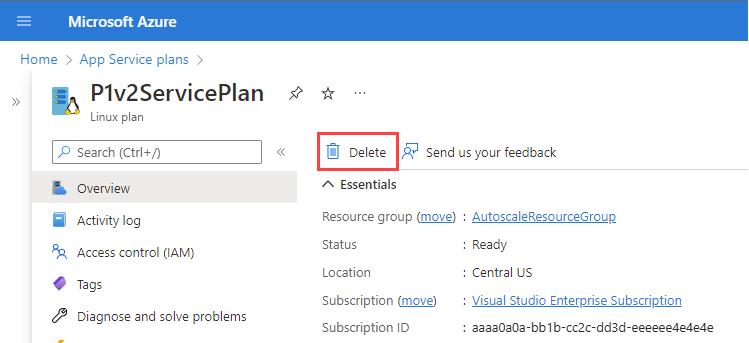 Microsoft Azure
Home > App Service plans >
P1v2ServicePlan
Linux plan
Search (Ctrl+/)
Delete
Send us your feedback
Overview
Activity log
Access control (IAM)
Tags
Diagnose and solve problems
Essentials
Resource group (move) : AutoscaleResourceGroup
Status : Ready
Location : Central US
Subscription (move) : Visual Studio Enterprise Subscription
Subscription ID : aaaa0a0a-bb1b-cc2c-dd3d-eeeeee4e4e4e